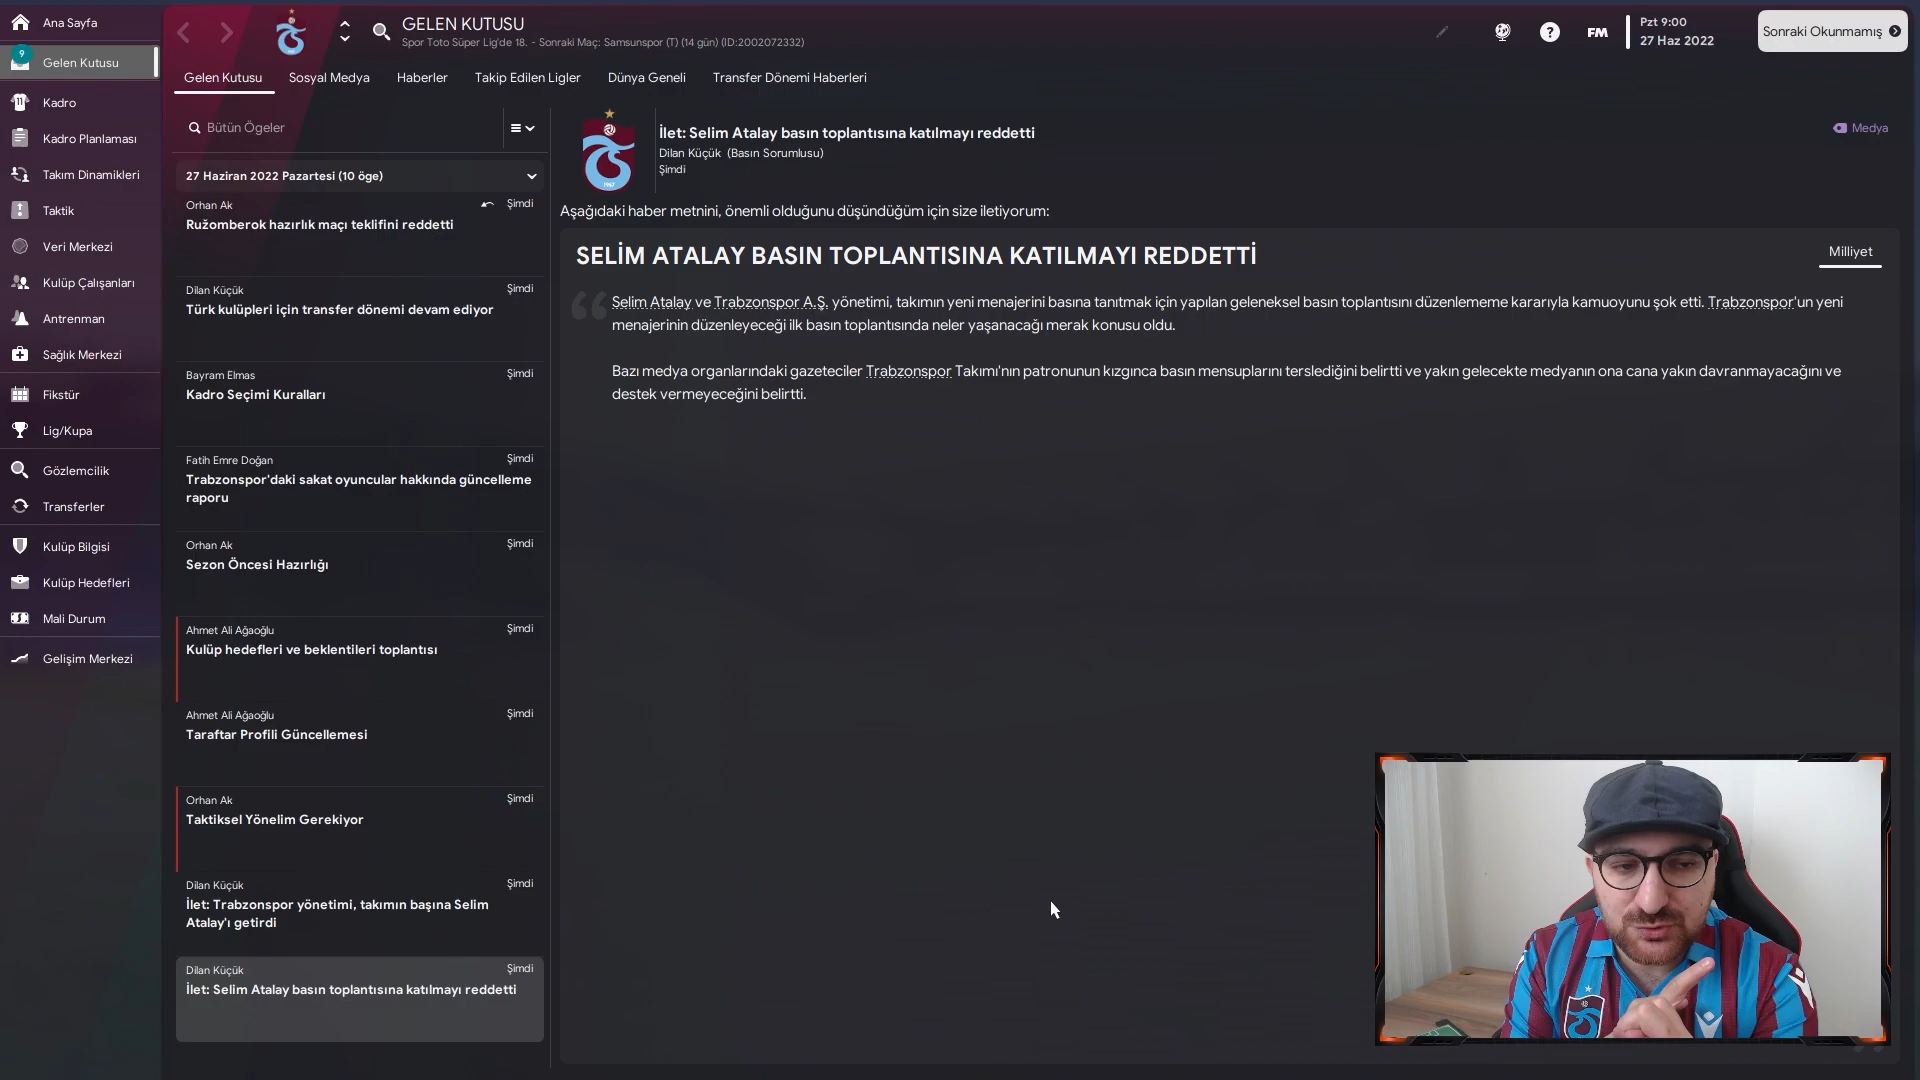 Ana Sayfa
9
Gelen Kutusu
Kadro
Kadro Planlaması
Takım Dinamikleri
Taktik
Veri Merkezi
Kulüp Çalışanları
Antrenman
Sağlık Merkezi
Fikstür
Lig/Kupa
Gözlemcilik
Transferler
Kulüp Bilgisi
Kulüp Hedefleri
Mali Durum
Gelişim Merkezi
GELEN KUTUSU
Spor Toto Süper Lig'de 18. - Sonraki Maç: Samsunspor (T) (14 gün) (ID:2002072332)
FM
Pzt 9:00
27 Haz 2022
Sonraki Okunmamış
Gelen Kutusu Sosyal Medya Haberler Takip Edilen Ligler Dünya Geneli Transfer Dönemi Haberleri
Bütün Ögeler
27 Haziran 2022 Pazartesi (10 öge)
Orhan Ak Şimdi
Ružomberok hazırlık maçı teklifini reddetti
Dilan Küçük Şimdi
Türk kulüpleri için transfer dönemi devam ediyor
Bayram Elmas Şimdi
Kadro Seçimi Kuralları
Fatih Emre Doğan Şimdi
Trabzonspor'daki sakat oyuncular hakkında güncelleme
raporu
Orhan Ak Şimdi
Sezon Öncesi Hazırlığı
Ahmet Ali Ağaoğlu Şimdi
Kulüp hedefleri ve beklentileri toplantısı
Ahmet Ali Ağaoğlu Şimdi
Taraftar Profili Güncellemesi
Orhan Ak Şimdi
Taktiksel Yönelim Gerekiyor
Dilan Küçük Şimdi
İlet: Trabzonspor yönetimi, takımın başına Selim
Atalay'ı getirdi
Dilan Küçük Şimdi
İlet: Selim Atalay basın toplantısına katılmayı reddetti
1967
İlet: Selim Atalay basın toplantısına katılmayı reddetti
Dilan Küçük (Basın Sorumlusu)
Şimdi
Medya
Aşağıdaki haber metnini, önemli olduğunu düşündüğüm için size iletiyorum:
SELİM ATALAY BASIN TOPLANTISINA KATILMAYI REDDETTİ
Milliyet
Selim Atalay ve Trabzonspor A.Ş. yönetimi, takımın yeni menajerini basına tanıtmak için yapılan geleneksel basın toplantısını düzenlememe kararıyla kamuoyunu şok etti. Trabzonspor'un yeni
menajerinin düzenleyeceği ilk basın toplantısında neler yaşanacağı merak konusu oldu.
Bazı medya organlarındaki gazeteciler Trabzonspor Takımı'nın patronunun kızgınca basın mensuplarını terslediğini belirtti ve yakın gelecekte medyanın ona cana yakın davranmayacağını ve
destek vermeyeceğini belirtti.